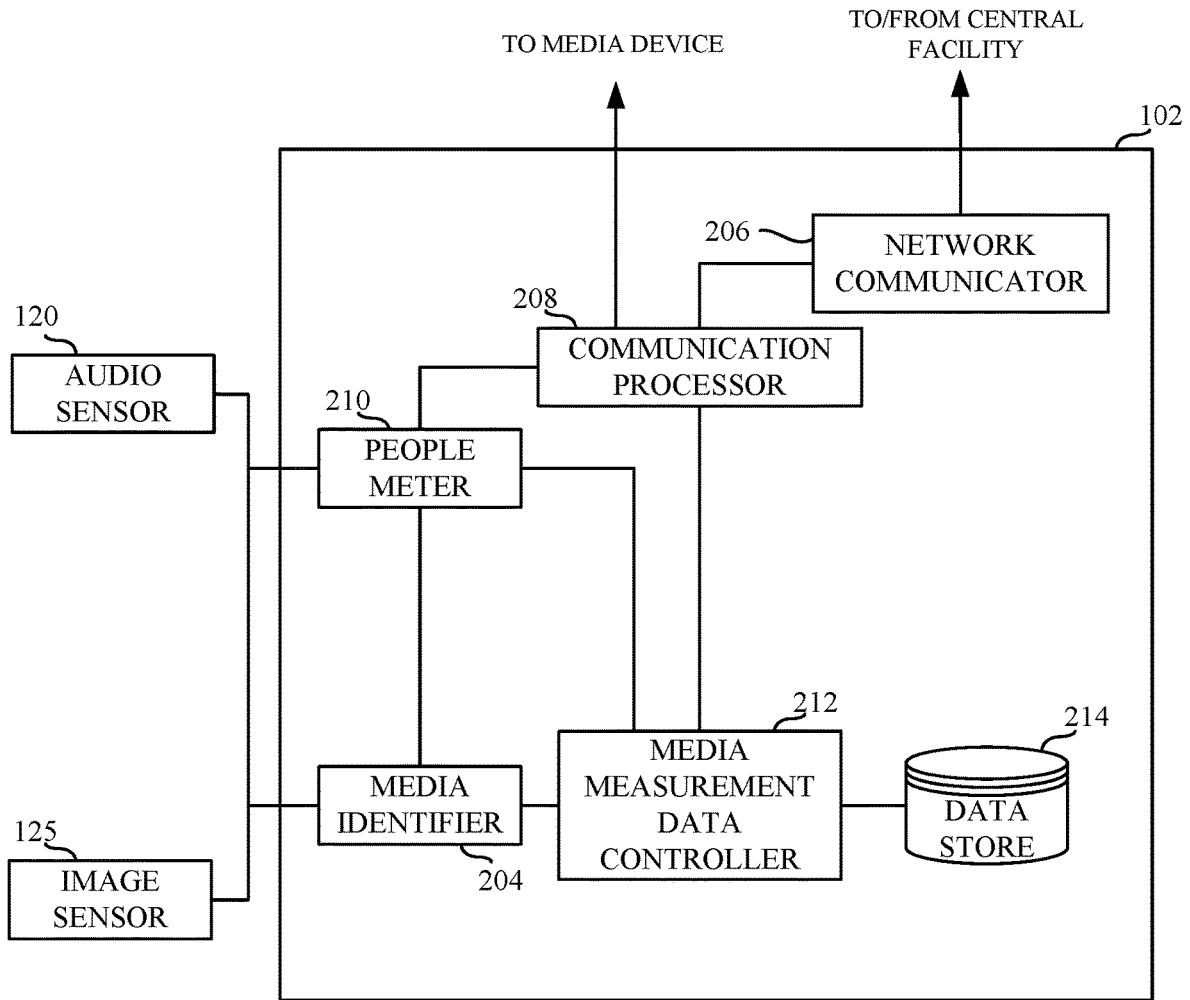 TO MEDIA DEVICE
TO/FROM CENTRAL
FACILITY
102
206
NETWORK
COMMUNICATOR
208
COMMUNICATION
PROCESSOR
120
AUDIO
SENSOR
210
PEOPLE
METER
212
MEDIA
MEASUREMENT
DATA
CONTROLLER
214
DATA
STORE
MEDIA
IDENTIFIER
204
125
IMAGE
SENSOR